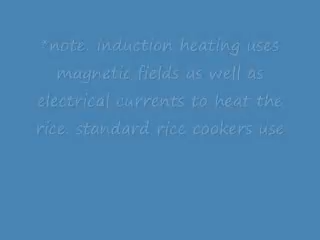 *note. Induction heating uses
magnetic fields as well as
electrical currents to heat the
rice. standard rice cookers use